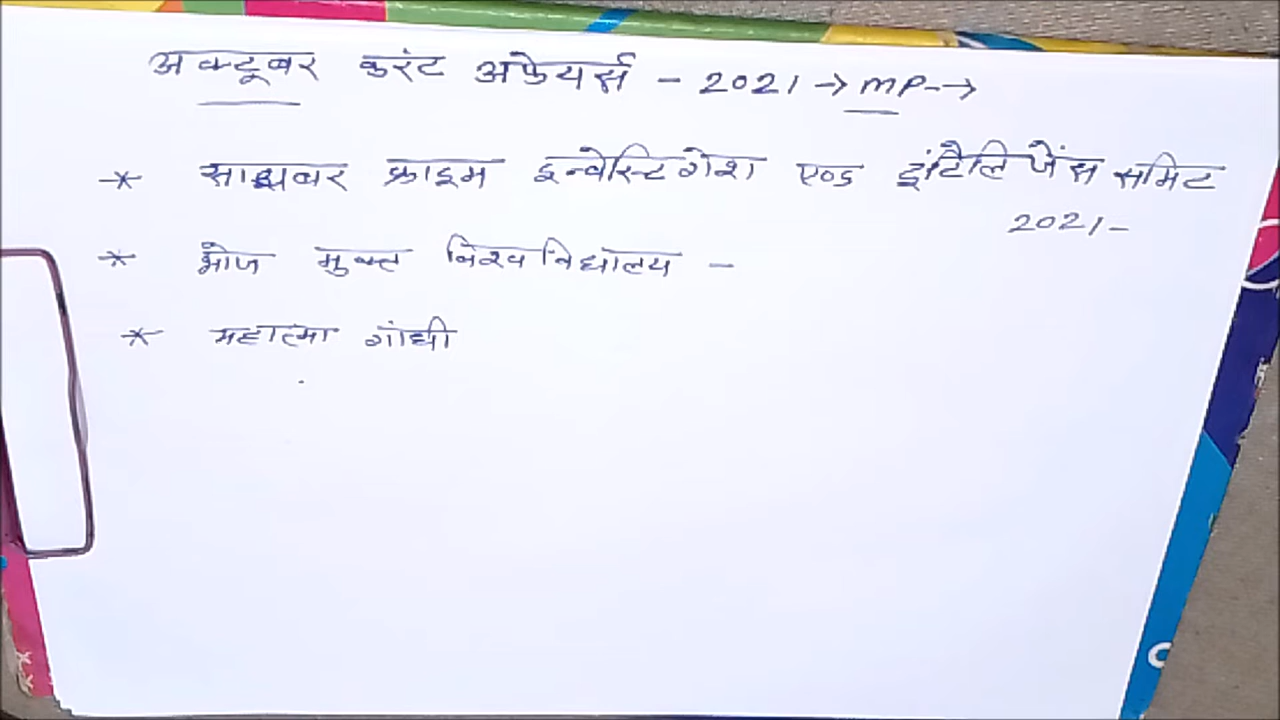 अक्टूबर करंट अफेयर्स - 2021 → MP-→
* साइबर क्राइम इन्वेस्टिगेशन एण्ड इंटेलिजेंस समिट
2021-
* भोज मुक्त विश्वविद्यालय -
* महात्मा गांधी